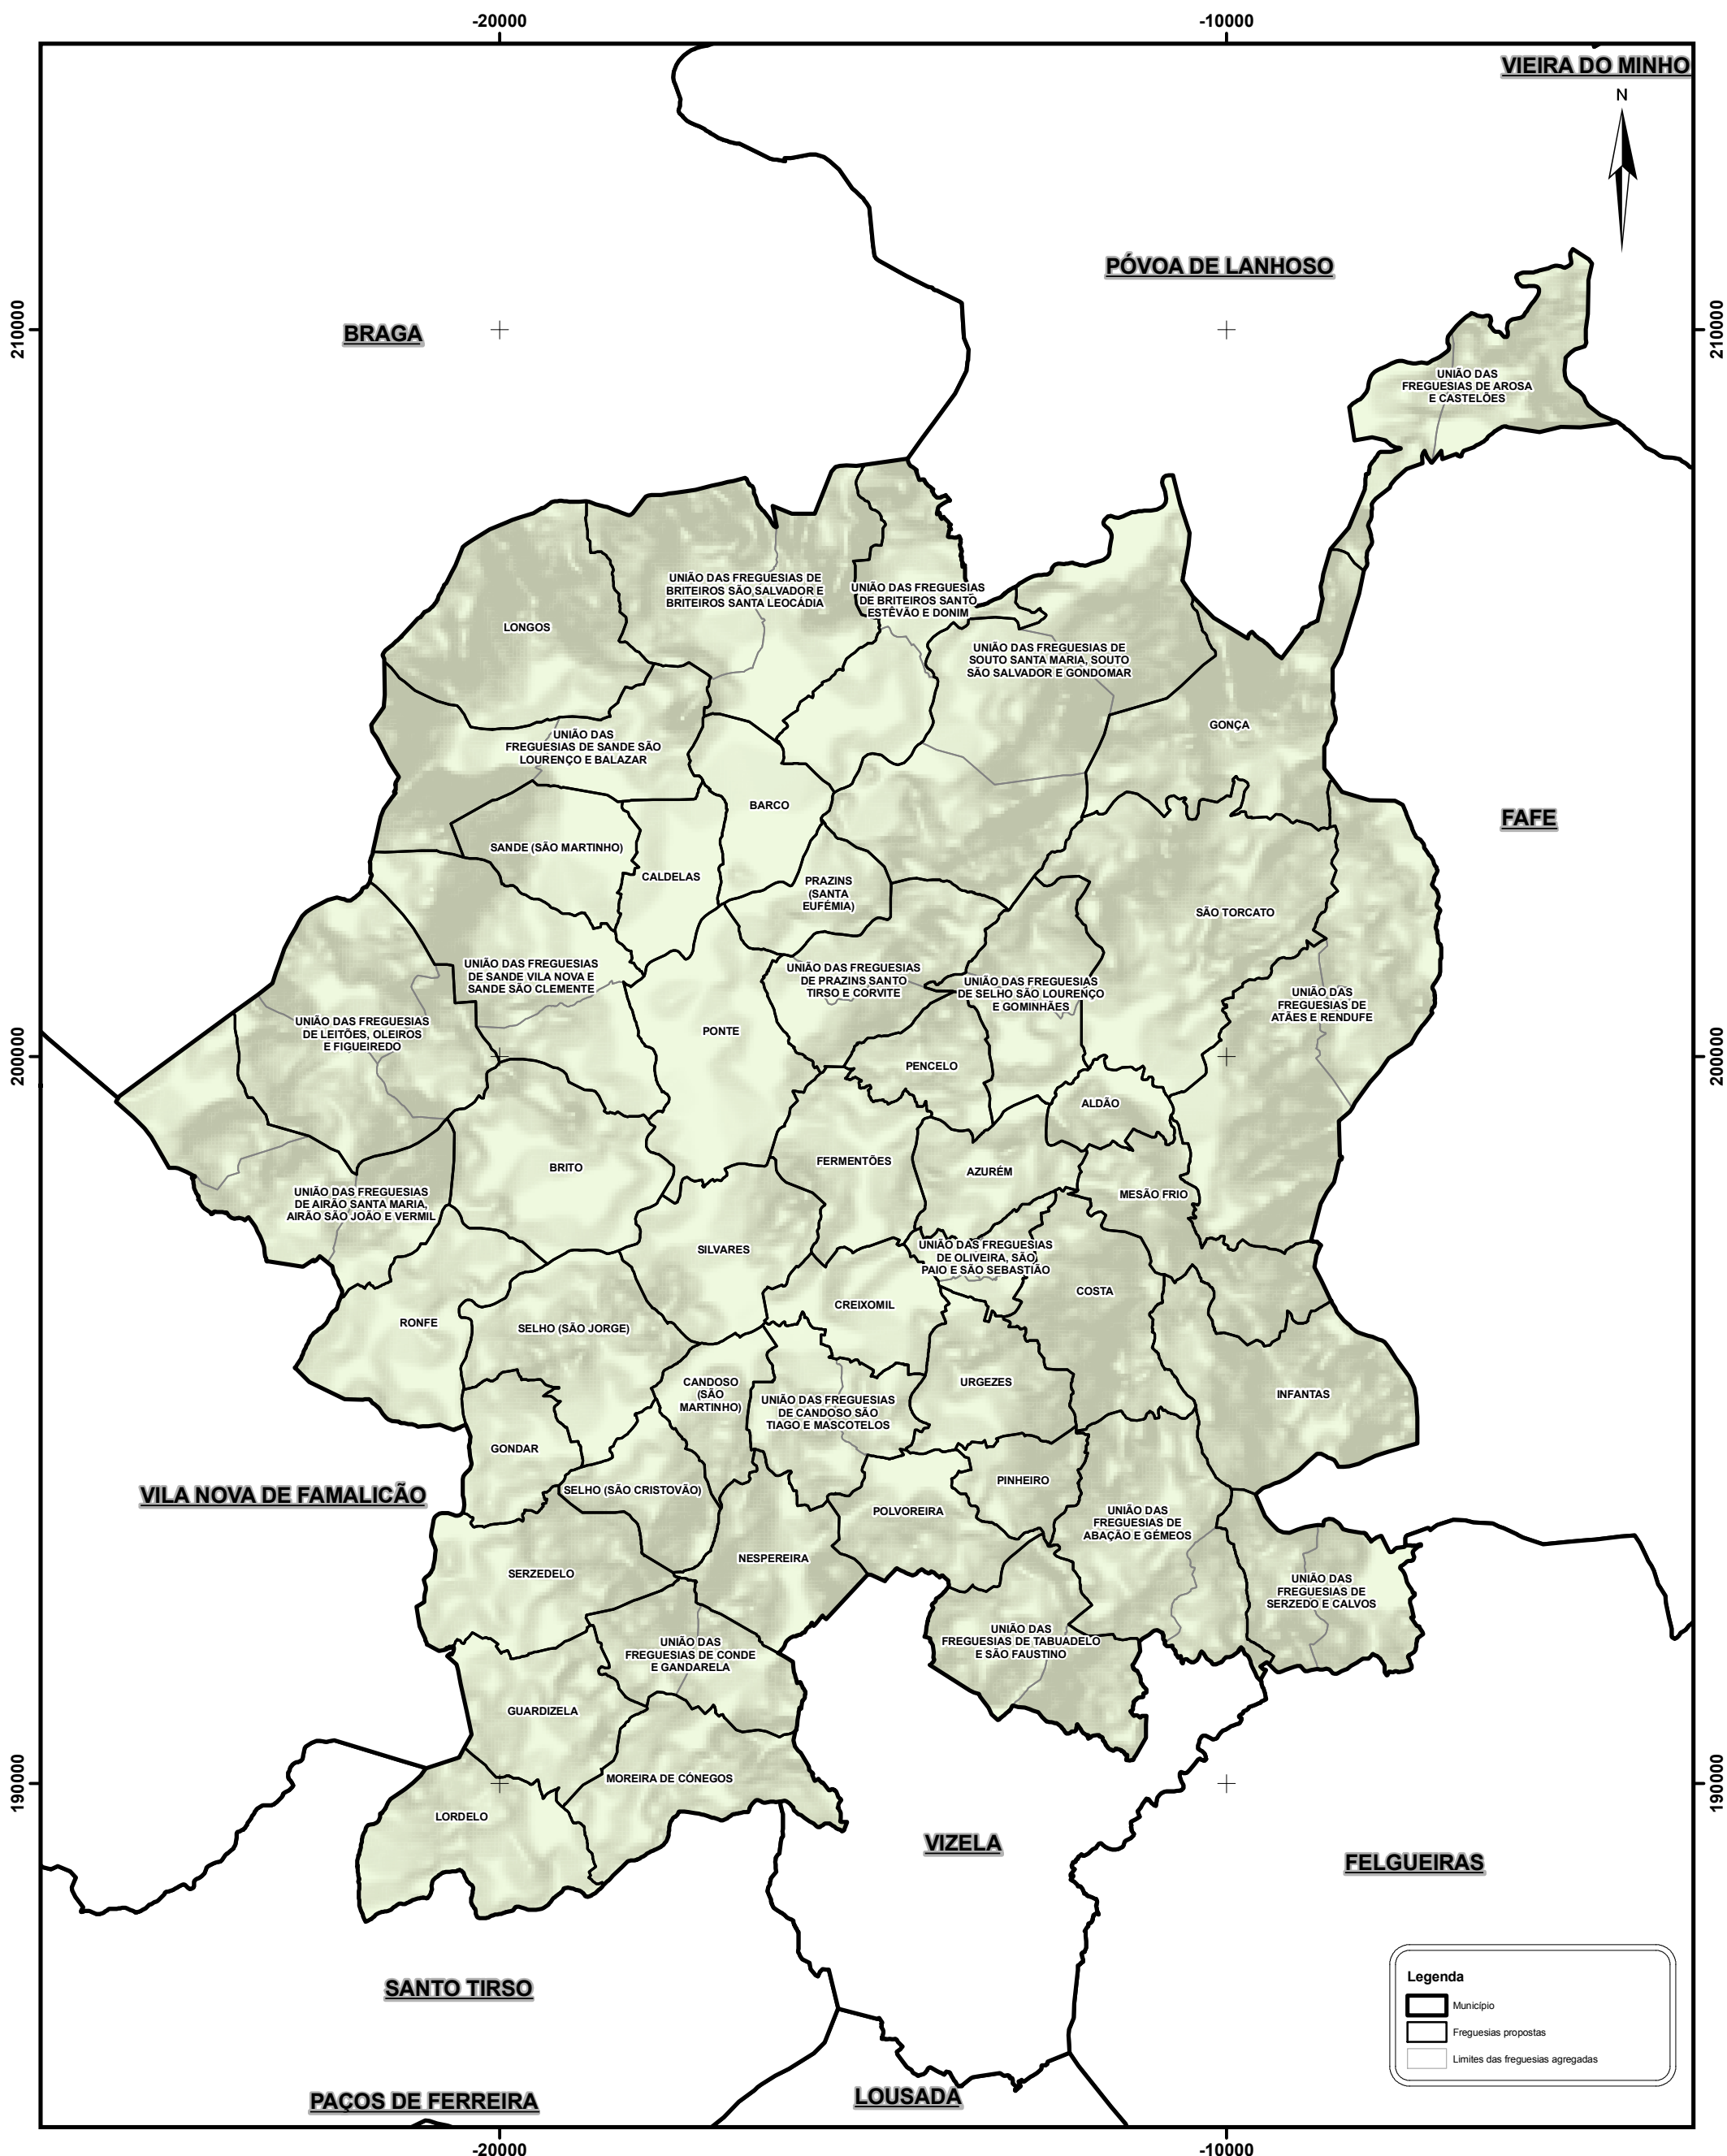 -20000
-10000
VIEIRA DO MINHO
N
PÓVOA DE LANHOSO
BRAGA
210000
210000
UNIÃO DAS
FREGUESIAS DE AROSA
E CASTELÕES
UNIÃO DAS FREGUESIAS DE
BRITEIROS SÃO SALVADOR E
BRITEIROS SANTA LEOCÁDIA
UNIÃO DAS FREGUESIAS
DE BRITEIROS SANTO
ESTÊVÃO E DONIM
LONGOS
UNIÃO DAS FREGUESIAS DE
SOUTO SANTA MARIA, SOUTO
SÃO SALVADOR E GONDOMAR
GONÇA
UNIÃO DAS
FREGUESIAS DE SANDE SÃO
LOURENÇO E BALAZAR
BARCO
FAFE
SANDE (SÃO MARTINHO)
CALDELAS
PRAZINS
(SANTA
EUFÉMIA)
SÃO TORCATO
UNIÃO DAS FREGUESIAS
DE SANDE VILA NOVA E
SANDE SÃO CLEMENTE
UNIÃO DAS FREGUESIAS
DE PRAZINS SANTO
TIRSO E CORVITE
UNIÃO DAS FREGUESIAS
DE SELHO SÃO LOURENÇO
E GOMINHÃES
UNIÃO DAS
FREGUESIAS DE
ATÃES E RENDUFE
UNIÃO DAS FREGUESIAS
DE LEITÕES, OLEIROS
E FIGUEIREDO
PONTE
200000
200000
PENCELO
ALDÃO
BRITO
FERMENTÕES
AZURÉM
MESÃO FRIO
UNIÃO DAS FREGUESIAS
DE AIRÃO SANTA MARIA,
AIRÃO SÃO JOÃO E VERMIL
SILVARES
UNIÃO DAS FREGUESIAS
DE OLIVEIRA, SÃO
PAIO E SÃO SEBASTIÃO
COSTA
CREIXOMIL
RONFE
SELHO (SÃO JORGE)
CANDOSO
(SÃO
MARTINHO)
URGEZES
UNIÃO DAS FREGUESIAS
DE CANDOSO SÃO
TIAGO E MASCOTELOS
INFANTAS
GONDAR
VILA NOVA DE FAMALICÃO
SELHO (SÃO CRISTOVÃO)
PINHEIRO
POLVOREIRA
UNIÃO DAS
FREGUESIAS DE
ABAÇÃO E GÉMEOS
NESPEREIRA
SERZEDELO
UNIÃO DAS
FREGUESIAS DE
SERZEDO E CALVOS
UNIÃO DAS
FREGUESIAS DE TABUADELO
E SÃO FAUSTINO
UNIÃO DAS
FREGUESIAS DE CONDE
E GANDARELA
GUARDIZELA
MOREIRA DE CÓNEGOS
190000
190000
LORDELO
VIZELA
FELGUEIRAS
SANTO TIRSO
Legenda
Município
Freguesias propostas
Limites das freguesias agregadas
PAÇOS DE FERREIRA
LOUSADA
-20000
-10000